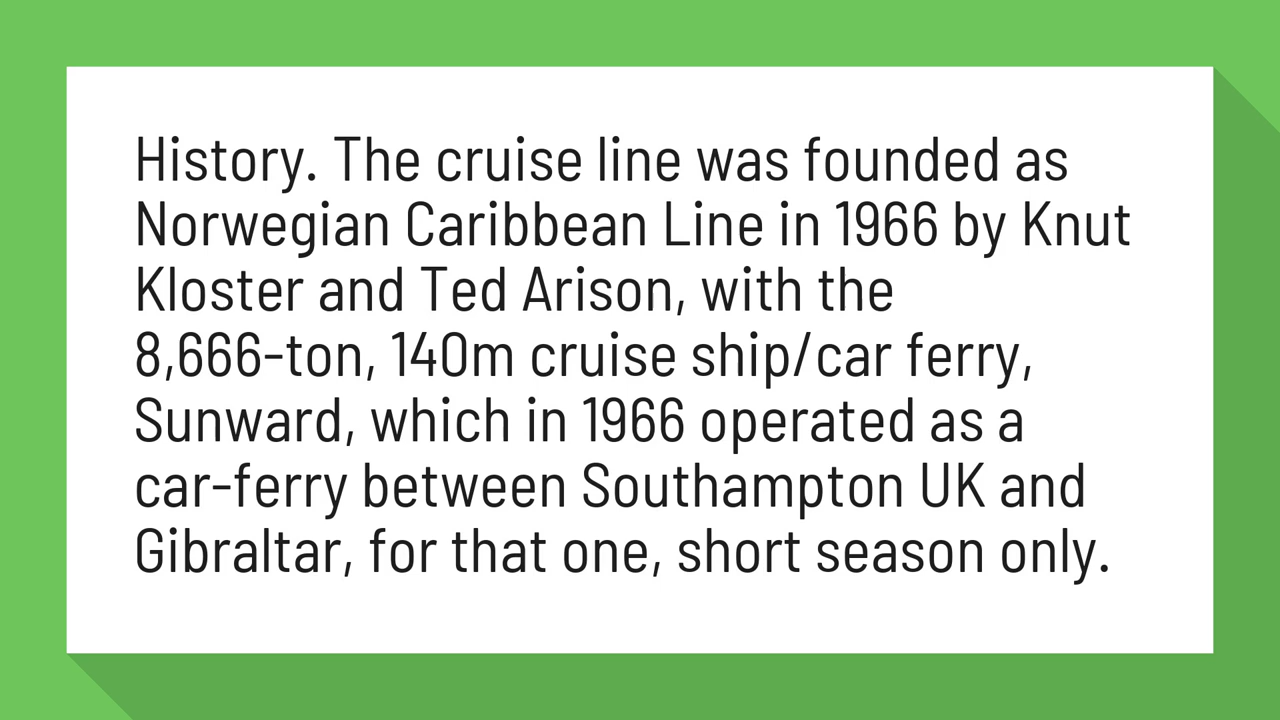 History. The cruise line was founded as
Norwegian Caribbean Line in 1966 by Knut
Kloster and Ted Arison, with the
8,666-ton, 140m cruise ship/car ferry,
Sunward, which in 1966 operated as a
car-ferry between Southampton UK and
Gibraltar, for that one, short season only.